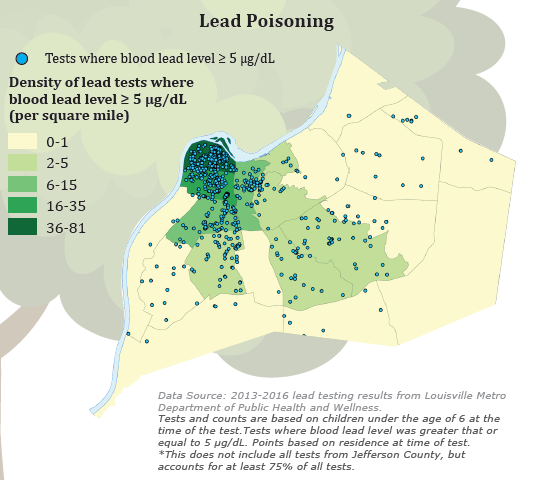 Lead Poisoning
Tests where blood lead level ≥ 5 µg/dL
Density of lead tests where
blood lead level ≥ 5 µg/dL
(per square mile)
0-1
2-5
6-15
16-35
36-81
Data Source: 2013-2016 lead testing results from Louisville Metro
Department of Public Health and Wellness.
Tests and counts are based on children under the age of 6 at the
time of the test.Tests where blood lead level was greater that or
equal to 5 µg/dL. Points based on residence at time of test.
*This does not include all tests from Jefferson County, but
accounts for at least 75% of all tests.